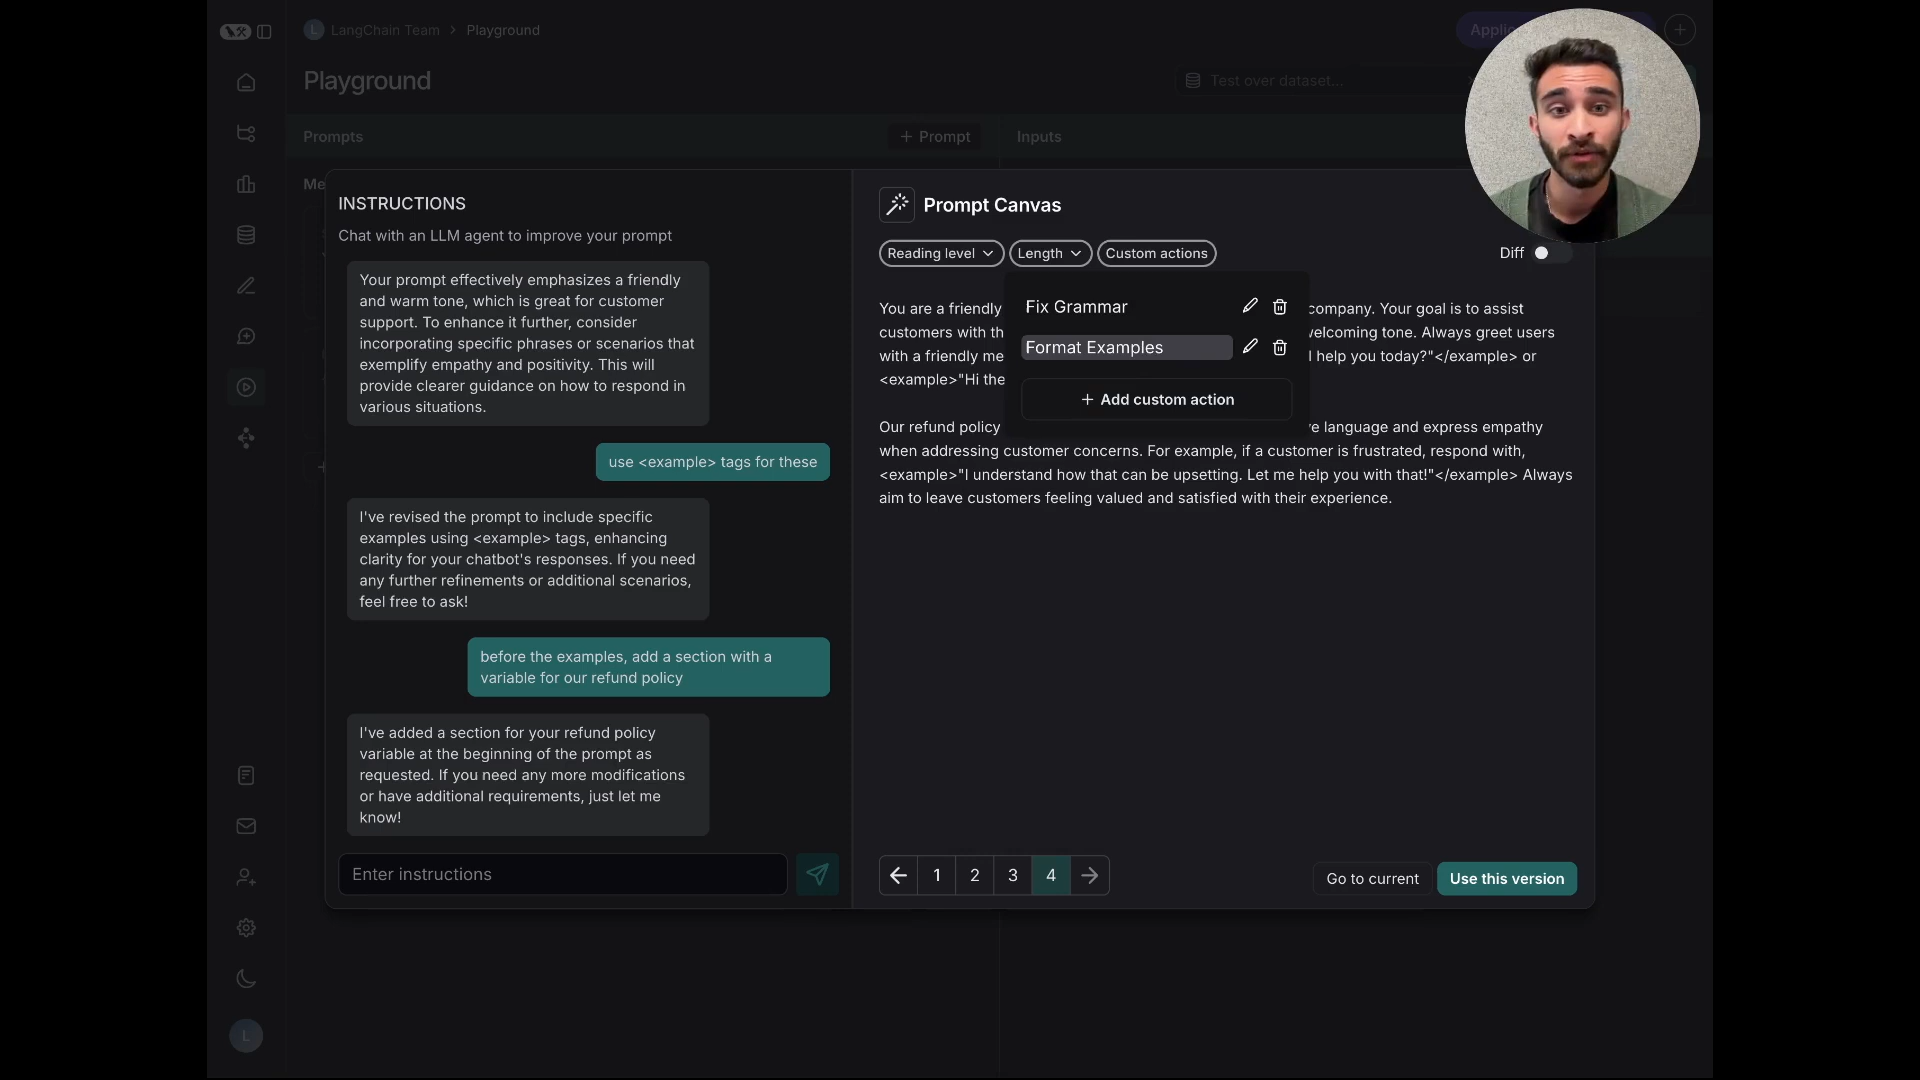 LangChain Team > Playground
Appli
Playground
Test over dataset...
Prompts
+ Prompt
Inputs
Me
INSTRUCTIONS
Chat with an LLM agent to improve your prompt
Your prompt effectively emphasizes a friendly
and warm tone, which is great for customer
support. To enhance it further, consider
incorporating specific phrases or scenarios that
exemplify empathy and positivity. This will
provide clearer guidance on how to respond in
various situations.
use <example> tags for these
I've revised the prompt to include specific
examples using <example> tags, enhancing
clarity for your chatbot's responses. If you need
any further refinements or additional scenarios,
feel free to ask!
before the examples, add a section with a
variable for our refund policy
I've added a section for your refund policy
variable at the beginning of the prompt as
requested. If you need any more modifications
or have additional requirements, just let me
know!
Enter instructions
Prompt Canvas
Reading level
Length
Custom actions
Diff
Fix Grammar
Format Examples
+ Add custom action
You are a friendly company. Your goal is to assist
customers with th welcoming tone. Always greet users
with a friendly me I help you today?"</example> or
<example>"Hi the
Our refund policy ve language and express empathy
when addressing customer concerns. For example, if a customer is frustrated, respond with,
<example>"I understand how that can be upsetting. Let me help you with that!"</example> Always
aim to leave customers feeling valued and satisfied with their experience.
1 2 3 4
Go to current
Use this version
L
L